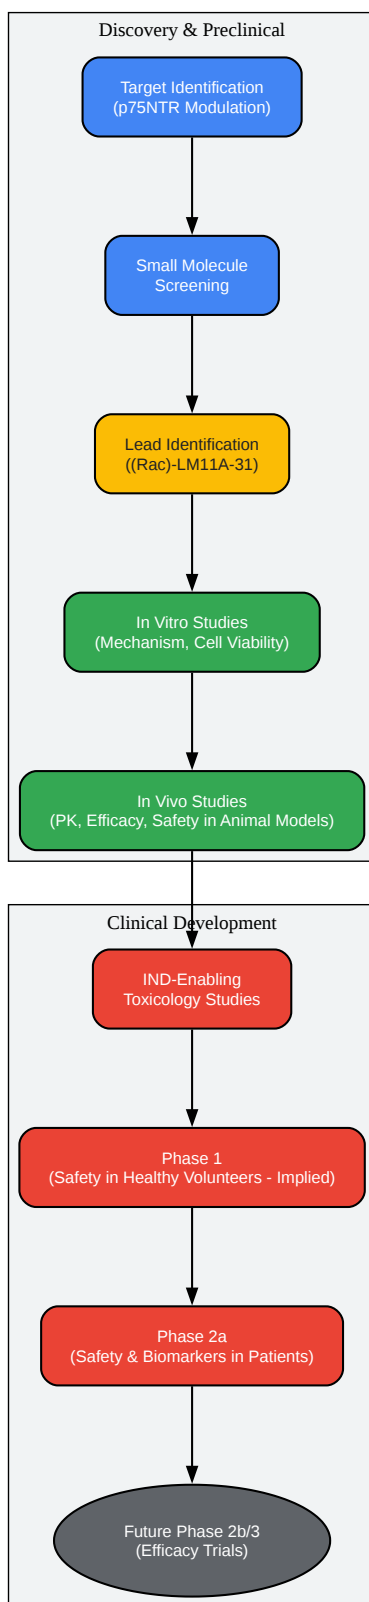 Discovery & Preclinical
Target Identification
(p75NTR Modulation)
Small Molecule
Screening
Lead Identification
((Rac)-LM11A-31)
In Vitro Studies
(Mechanism, Cell Viability)
In Vivo Studies
(PK, Efficacy, Safety in Animal Models)
Clinical Development
IND-Enabling
Toxicology Studies
Phase 1
(Safety in Healthy Volunteers - Implied)
Phase 2a
(Safety & Biomarkers in Patients)
Future Phase 2b/3
(Efficacy Trials)